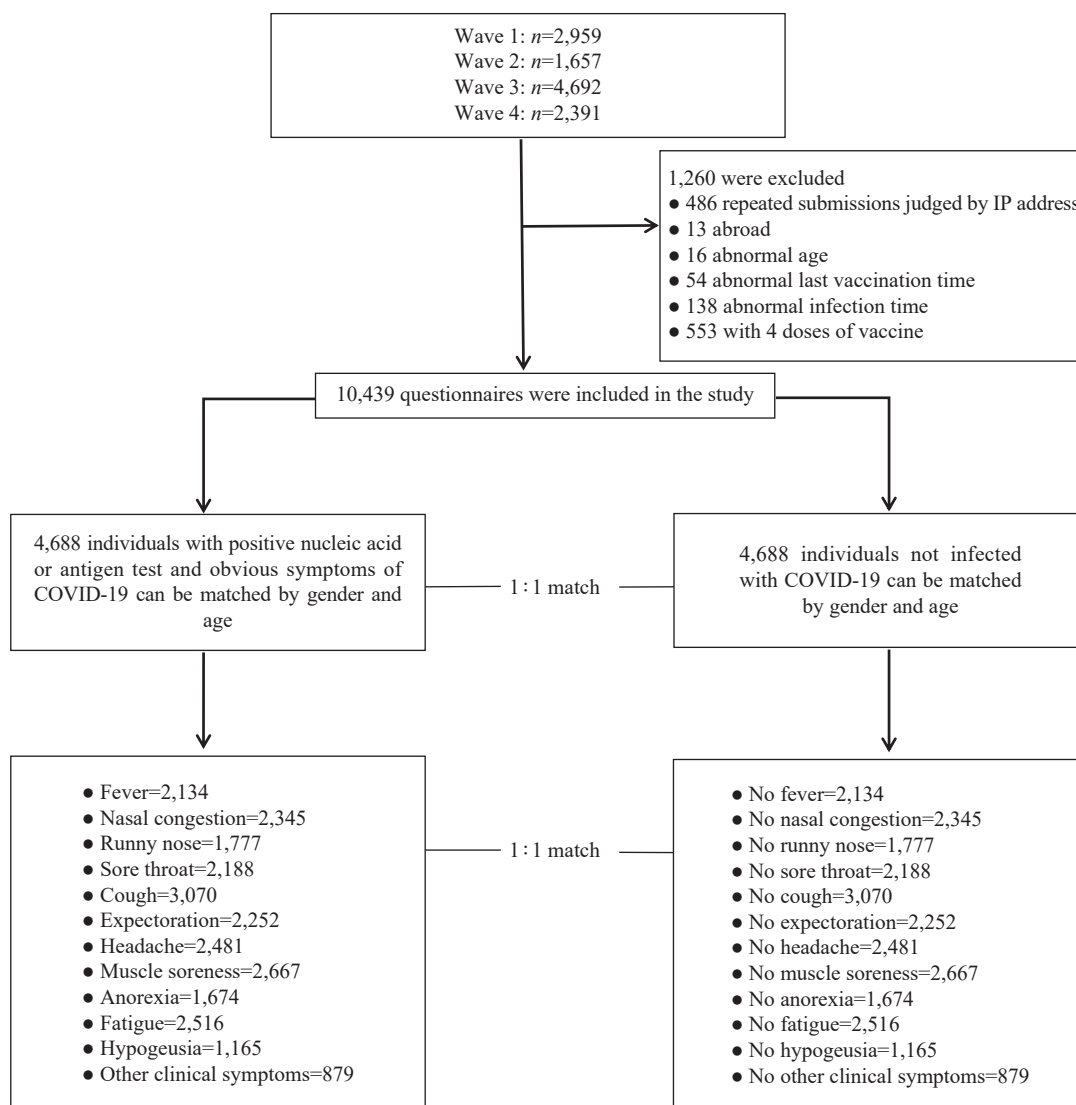 Wave 1: n=2,959
Wave 2: n=1,657
Wave 3: n=4,692
Wave 4: n=2,391
1,260 were excluded
● 486 repeated submissions judged by IP address
● 13 abroad
● 16 abnormal age
● 54 abnormal last vaccination time
● 138 abnormal infection time
● 553 with 4 doses of vaccine
10,439 questionnaires were included in the study
4,688 individuals with positive nucleic acid
or antigen test and obvious symptoms of
COVID-19 can be matched by gender and
age
1∶1 match
4,688 individuals not infected
with COVID-19 can be matched
by gender and age
● Fever=2,134
● Nasal congestion=2,345
● Runny nose=1,777
● Sore throat=2,188
● Cough=3,070
● Expectoration=2,252
● Headache=2,481
● Muscle soreness=2,667
● Anorexia=1,674
● Fatigue=2,516
● Hypogeusia=1,165
● Other clinical symptoms=879
1∶1 match
● No fever=2,134
● No nasal congestion=2,345
● No runny nose=1,777
● No sore throat=2,188
● No cough=3,070
● No expectoration=2,252
● No headache=2,481
● No muscle soreness=2,667
● No anorexia=1,674
● No fatigue=2,516
● No hypogeusia=1,165
● No other clinical symptoms=879